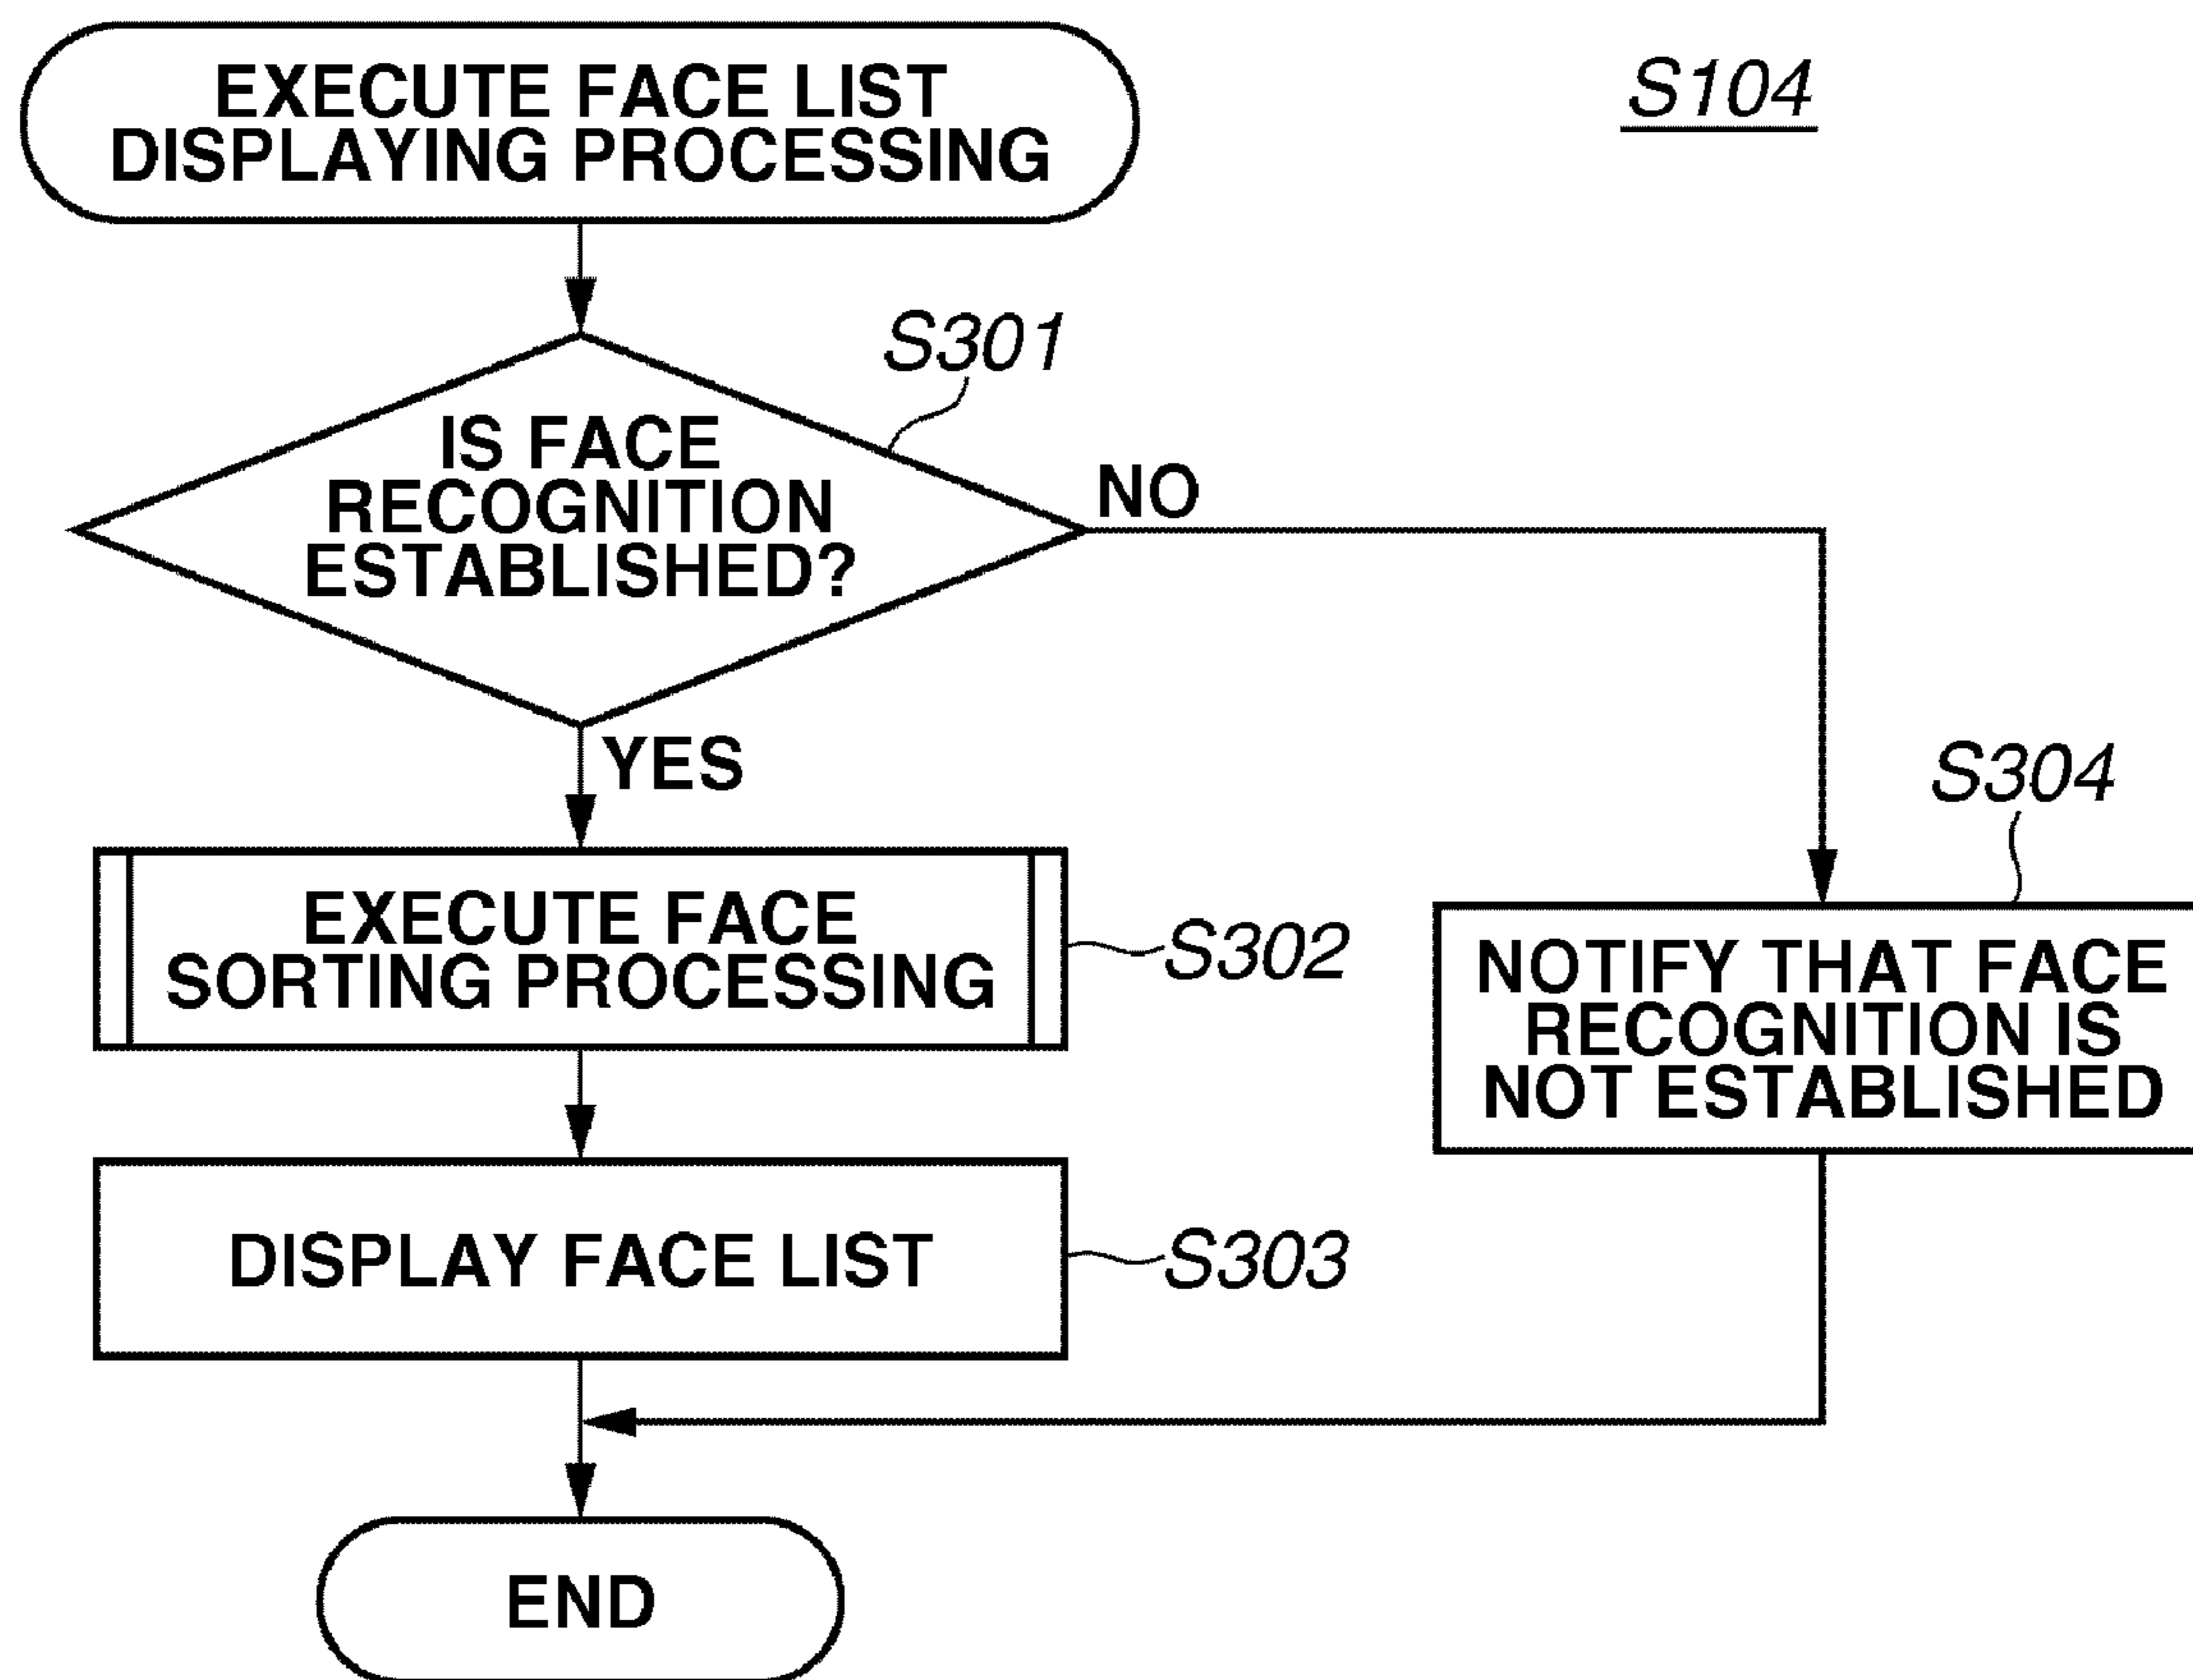 EXECUTE FACE LIST
DISPLAYING PROCESSING
S104
S301
IS FACE
RECOGNITION
ESTABLISHED?
NO
YES
S304
EXECUTE FACE
SORTING PROCESSING
S302
NOTIFY THAT FACE
RECOGNITION IS
NOT ESTABLISHED
DISPLAY FACE LIST
S303
END